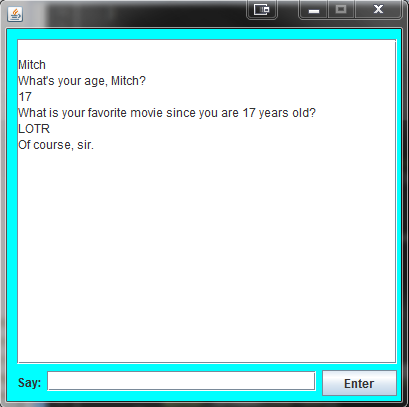 Mitch
What's your age, Mitch?
17
What is your favorite movie since you are 17 years old?
LOTR
Of course, sir.
Say:
Enter